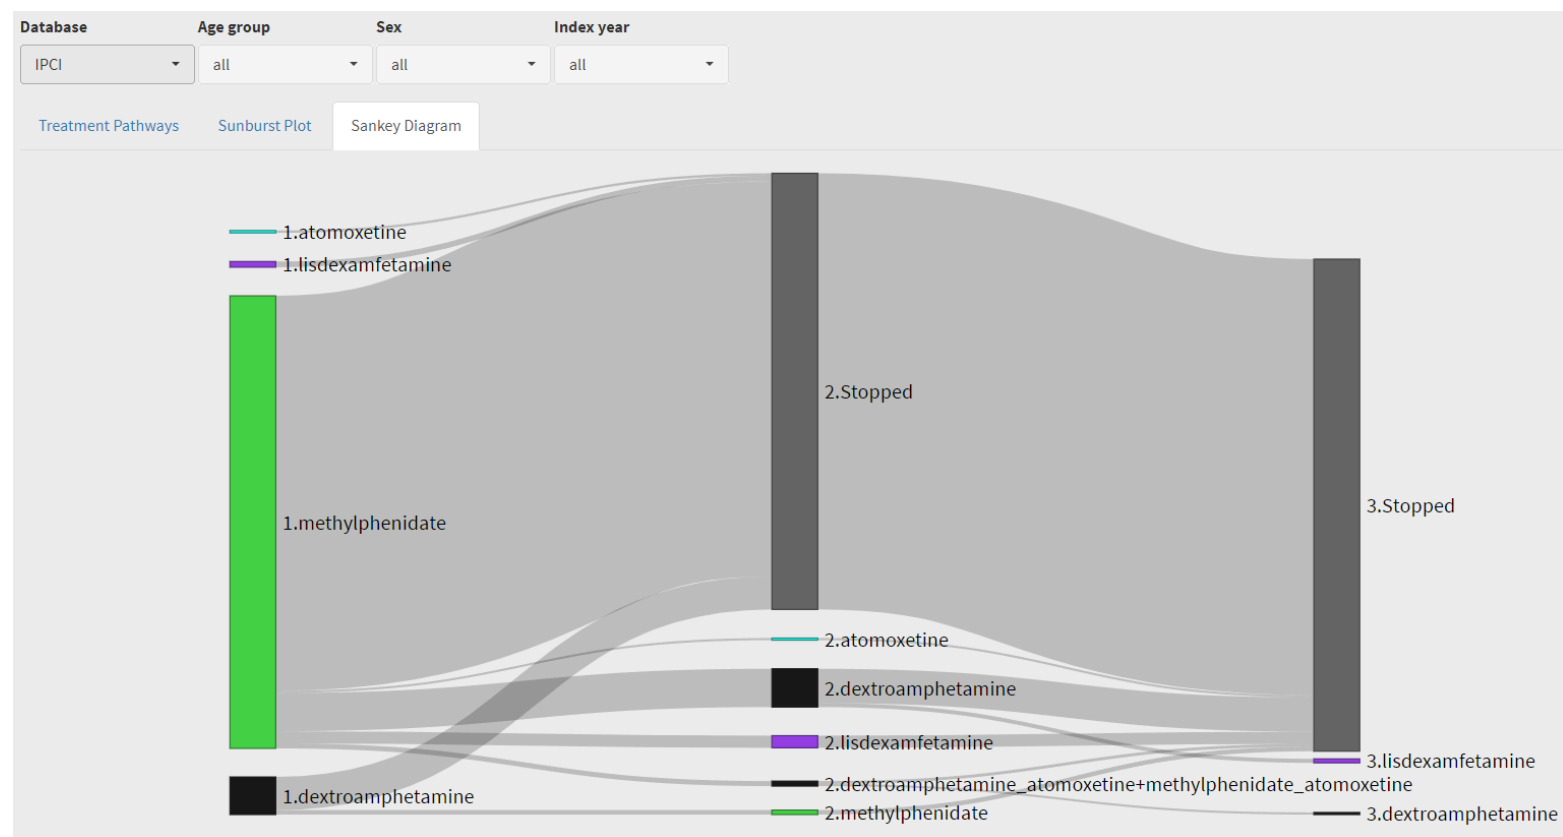 Database Age group Sex Index year
IPCI all all all
Treatment Pathways Sunburst Plot Sankey Diagram
1.atomoxetine
1.lisdexamfetamine
1.methylphenidate
1.dextroamphetamine
2.Stopped
2.atomoxetine
2.dextroamphetamine
2.lisdexamfetamine
2.dextroamphetamine_atomoxetine+methylphenidate_atomoxetine
2.methylphenidate
3.Stopped
3.lisdexamfetamine
3.dextroamphetamine